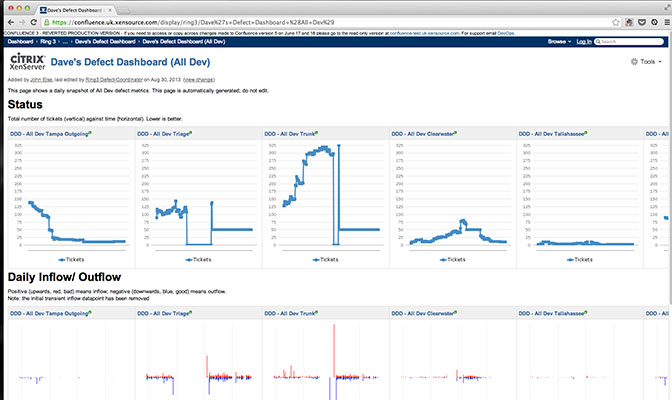 Dave's Defect Dashboard
https://confluence.uk.xensource.com/display/ring3/Dave%27s+Defect+Dashboard+%28All+Dev%29
CONFLUENCE 3 - REVERTED PRODUCTION VERSION - If you need to access or copy across changes made to Confluence version 5 on June 17 and 18 please go to the read-only version at confluence-test.uk.xensource.com. For support email DevOps.
Dashboard › Ring 3 › ... › Dave's Defect Dashboard (All Dev)
Browse Log In Search
CITRIX
XenServer
Dave's Defect Dashboard (All Dev)
Tools
Added by John Else, last edited by Ring3 DefectCoordinator on Aug 30, 2013 (view change)
This page shows a daily snapshot of All Dev defect metrics. This page is automatically generated; do not edit.
Status
Total number of tickets (vertical) against time (horizontal). Lower is better.
DDD - All Dev Tampa Outgoing
DDD - All Dev Triage
DDD - All Dev Trunk
DDD - All Dev Clearwater
DDD - All Dev Tallahassee
DDD - All
325 325 325 325 325 325
300 300 300 300 300 300
275 275 275 275 275 275
250 250 250 250 250 250
225 225 225 225 225 225
200 200 200 200 200 200
175 175 175 175 175 175
150 150 150 150 150 150
125 125 125 125 125 125
100 100 100 100 100 100
75 75 75 75 75 75
50 50 50 50 50 50
25 25 25 25 25 25
0 0 0 0 0 0
Tickets Tickets Tickets Tickets Tickets
Daily Inflow/ Outflow
Positive (upwards, red, bad) means inflow; negative (downwards, blue, good) means outflow.
Note: the initial transient inflow datapoint has been removed
DDD - All Dev Tampa Outgoing
DDD - All Dev Triage
DDD - All Dev Trunk
DDD - All Dev Clearwater
DDD - All Dev Tallahassee
DDD - All